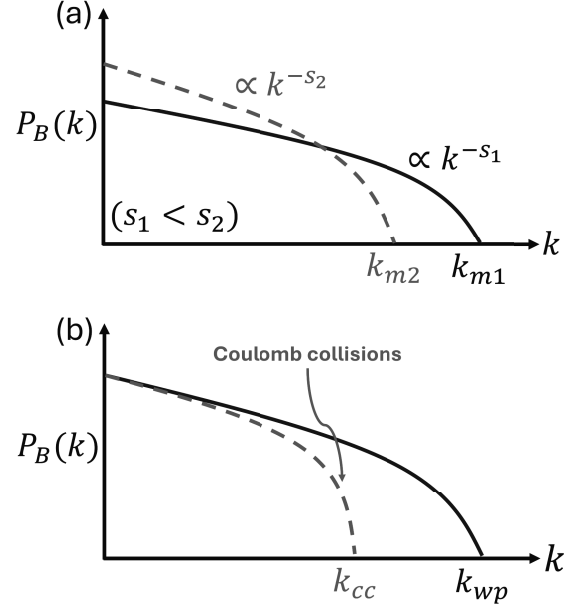 (a)
∝ k^{-s_2}
P_B(k)
∝ k^{-s_1}
(s_1 < s_2)
k_{m2}
k_{m1}
k
(b)
Coulomb collisions
P_B(k)
k_{cc}
k_{wp}
k